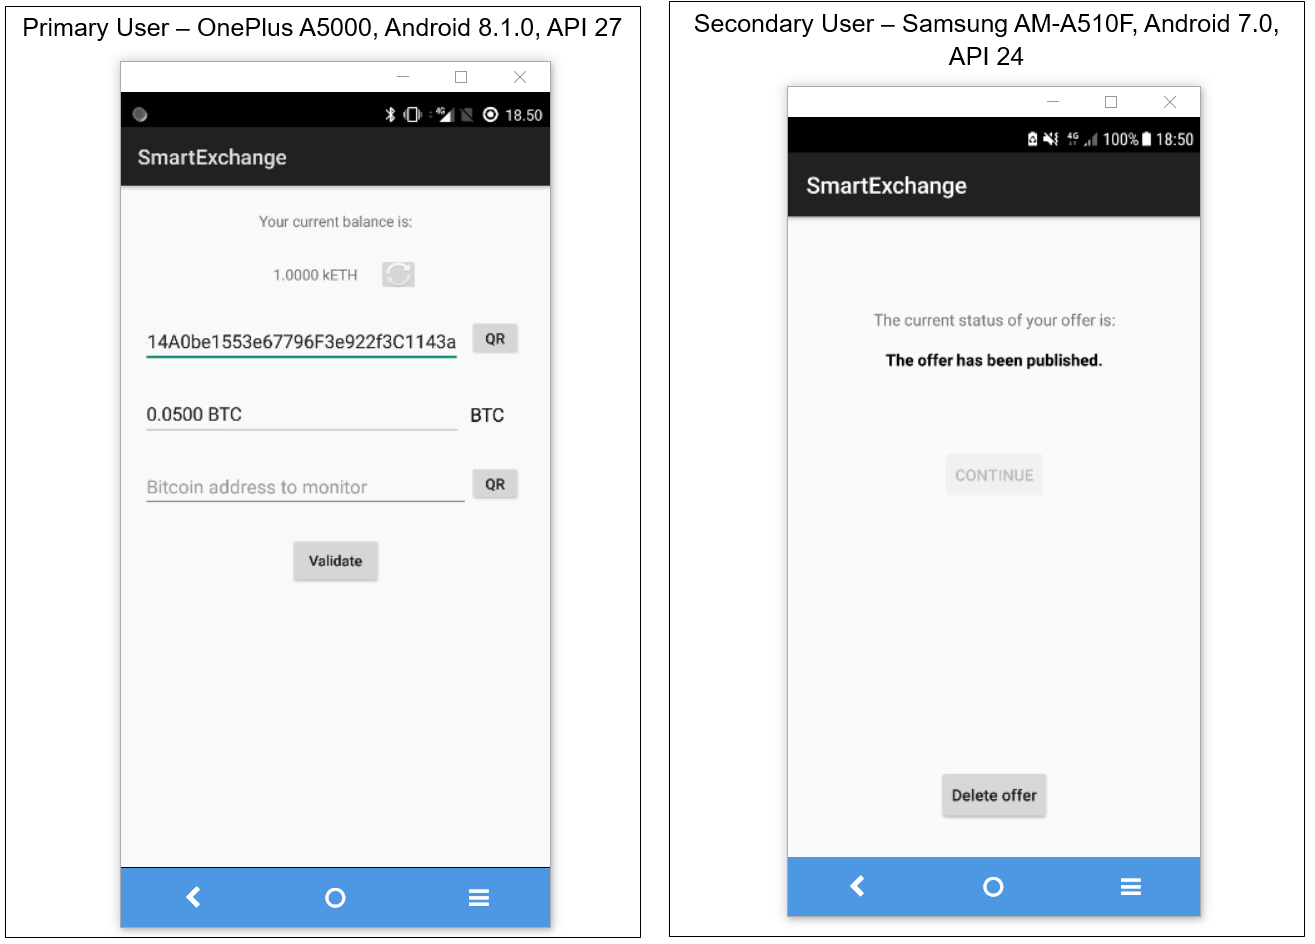 Primary User – OnePlus A5000, Android 8.1.0, API 27
4G 18.50
SmartExchange
Your current balance is:
1.0000 kETH
14A0be1553e67796F3e922f3C1143a QR
0.0500 BTC BTC
Bitcoin address to monitor QR
Validate
Secondary User – Samsung AM-A510F, Android 7.0,
API 24
4G 100% 18:50
SmartExchange
The current status of your offer is:
The offer has been published.
CONTINUE
Delete offer